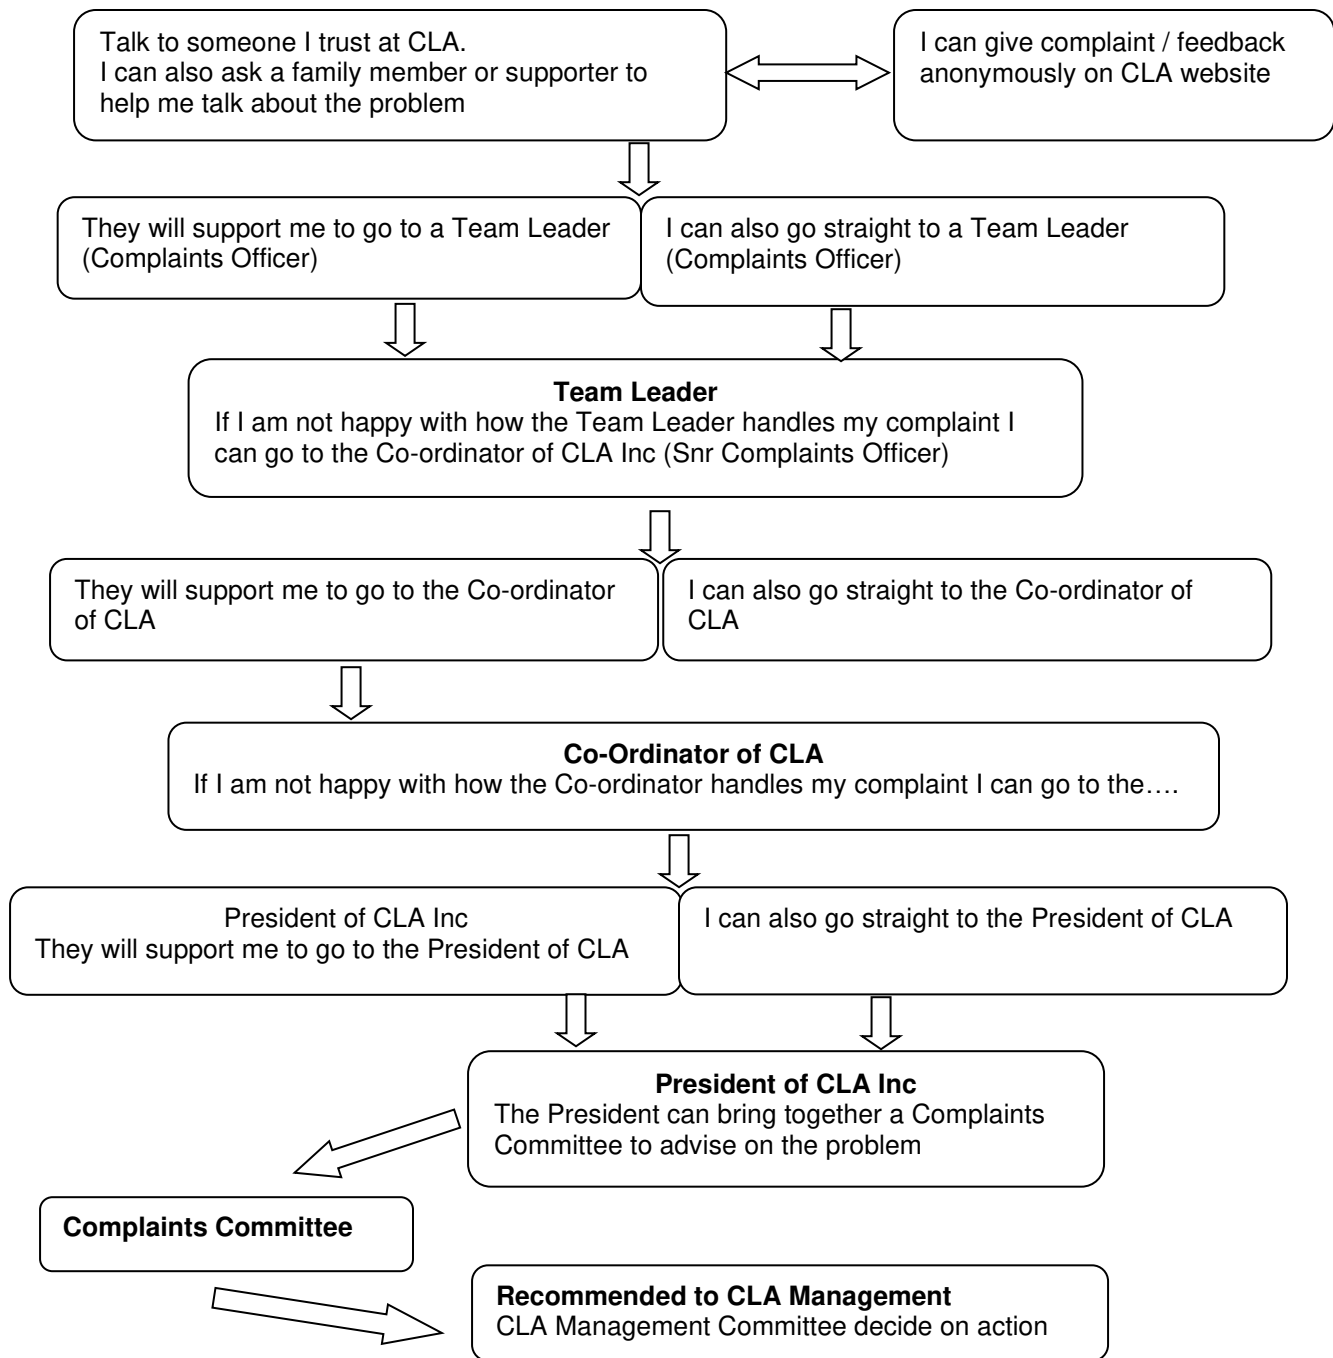 Talk to someone I trust at CLA.
I can also ask a family member or supporter to
help me talk about the problem
I can give complaint / feedback
anonymously on CLA website
They will support me to go to a Team Leader
(Complaints Officer)
I can also go straight to a Team Leader
(Complaints Officer)
Team Leader
If I am not happy with how the Team Leader handles my complaint I
can go to the Co-ordinator of CLA Inc (Snr Complaints Officer)
They will support me to go to the Co-ordinator
of CLA
I can also go straight to the Co-ordinator of
CLA
Co-Ordinator of CLA
If I am not happy with how the Co-ordinator handles my complaint I can go to the….
President of CLA Inc
They will support me to go to the President of CLA
I can also go straight to the President of CLA
President of CLA Inc
The President can bring together a Complaints
Committee to advise on the problem
Complaints Committee
Recommended to CLA Management
CLA Management Committee decide on action